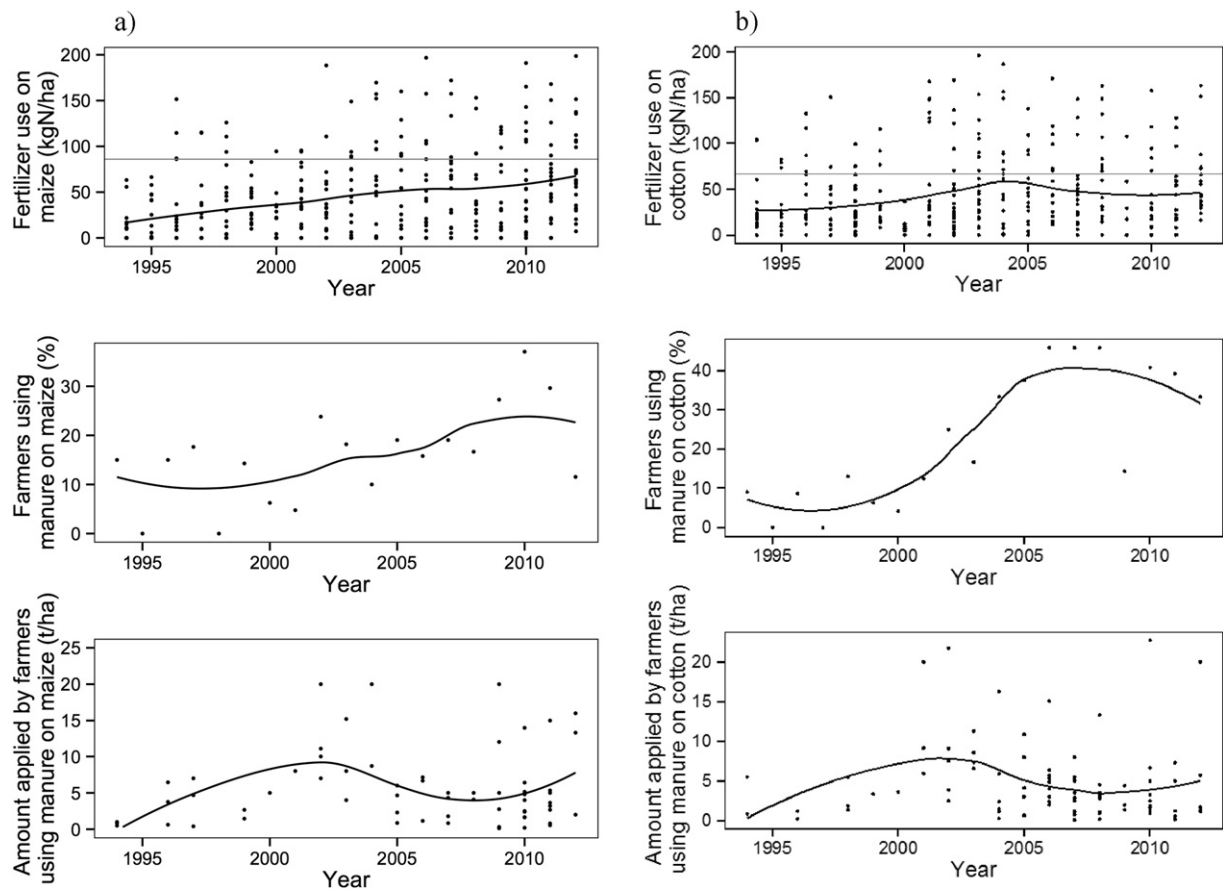 a)
Fertilizer use on
maize (kgN/ha)
200
150
100
50
0
1995 2000 2005 2010
Year
Farmers using
manure on maize (%)
30
20
10
0
1995 2000 2005 2010
Year
Amount applied by farmers
using manure on maize (t/ha)
25
20
15
10
5
0
1995 2000 2005 2010
Year
b)
Fertilizer use on
cotton (kgN/ha)
200
150
100
50
0
1995 2000 2005 2010
Year
Farmers using
manure on cotton (%)
40
30
20
10
0
1995 2000 2005 2010
Year
Amount applied by farmers
using manure on cotton (t/ha)
20
15
10
5
0
1995 2000 2005 2010
Year